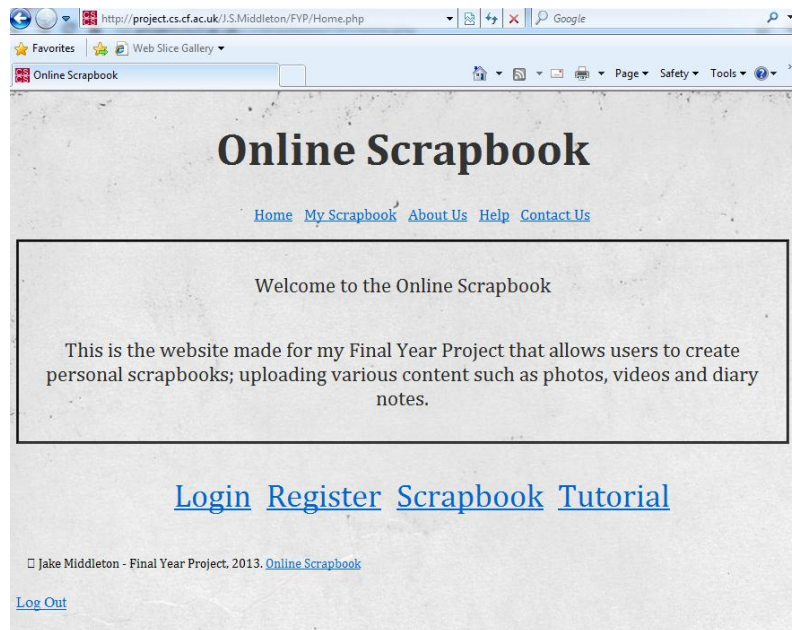 http://project.cs.cf.ac.uk/J.S.Middleton/FYP/Home.php Google
Favorites Web Slice Gallery
Online Scrapbook Page Safety Tools
Online Scrapbook
Home My Scrapbook About Us Help Contact Us
Welcome to the Online Scrapbook
This is the website made for my Final Year Project that allows users to create
personal scrapbooks; uploading various content such as photos, videos and diary
notes.
Login Register Scrapbook Tutorial
Jake Middleton - Final Year Project, 2013. Online Scrapbook
Log Out